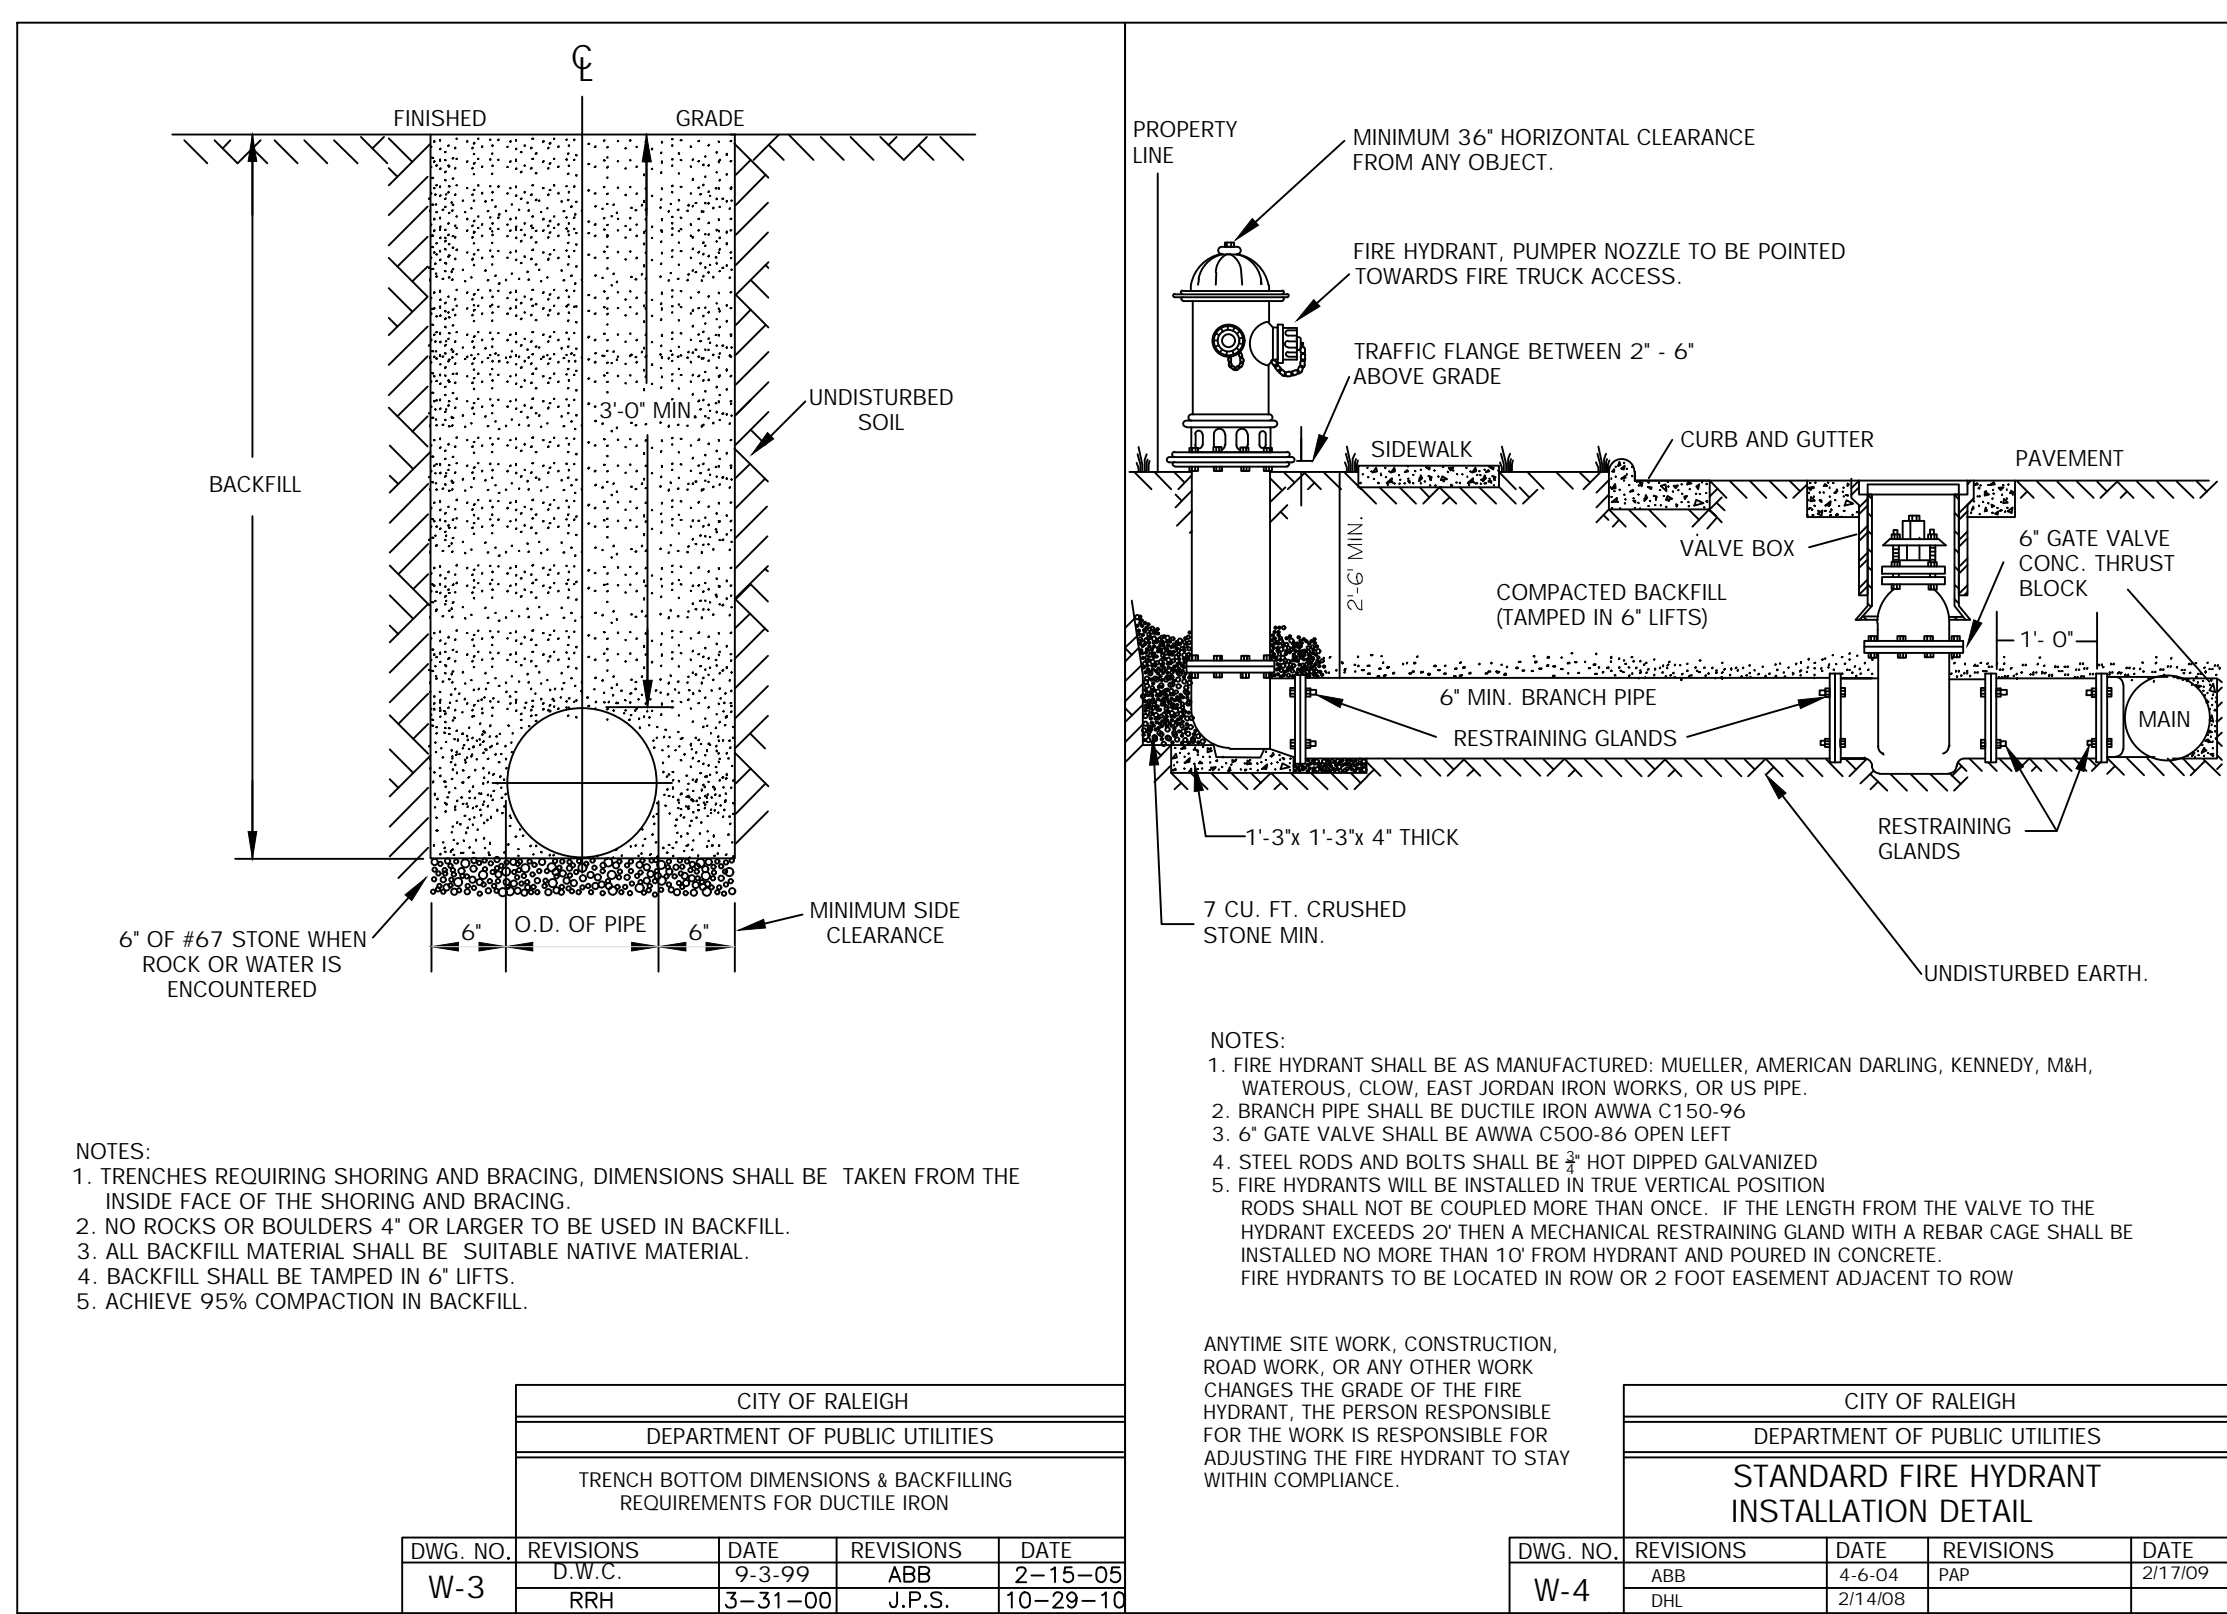 ℄
FINISHED
GRADE
3'-0" MIN.
UNDISTURBED
SOIL
BACKFILL
6" OF #67 STONE WHEN
ROCK OR WATER IS
ENCOUNTERED
6"
O.D. OF PIPE
6"
MINIMUM SIDE
CLEARANCE
NOTES:
1. TRENCHES REQUIRING SHORING AND BRACING, DIMENSIONS SHALL BE TAKEN FROM THE
INSIDE FACE OF THE SHORING AND BRACING.
2. NO ROCKS OR BOULDERS 4" OR LARGER TO BE USED IN BACKFILL.
3. ALL BACKFILL MATERIAL SHALL BE SUITABLE NATIVE MATERIAL.
4. BACKFILL SHALL BE TAMPED IN 6" LIFTS.
5. ACHIEVE 95% COMPACTION IN BACKFILL.
CITY OF RALEIGH
DEPARTMENT OF PUBLIC UTILITIES
TRENCH BOTTOM DIMENSIONS & BACKFILLING
REQUIREMENTS FOR DUCTILE IRON
DWG. NO. REVISIONS DATE REVISIONS DATE
W-3
D.W.C. 9-3-99 ABB 2-15-05
RRH 3-31-00 J.P.S. 10-29-10
PROPERTY
LINE
MINIMUM 36" HORIZONTAL CLEARANCE
FROM ANY OBJECT.
FIRE HYDRANT, PUMPER NOZZLE TO BE POINTED
TOWARDS FIRE TRUCK ACCESS.
TRAFFIC FLANGE BETWEEN 2" - 6"
ABOVE GRADE
SIDEWALK
CURB AND GUTTER
PAVEMENT
2'-6' MIN.
VALVE BOX
6" GATE VALVE
CONC. THRUST
BLOCK
COMPACTED BACKFILL
(TAMPED IN 6" LIFTS)
1'- 0"
6" MIN. BRANCH PIPE
RESTRAINING GLANDS
MAIN
1'-3"x 1'-3"x 4" THICK
RESTRAINING
GLANDS
7 CU. FT. CRUSHED
STONE MIN.
UNDISTURBED EARTH.
NOTES:
1. FIRE HYDRANT SHALL BE AS MANUFACTURED: MUELLER, AMERICAN DARLING, KENNEDY, M&H,
WATEROUS, CLOW, EAST JORDAN IRON WORKS, OR US PIPE.
2. BRANCH PIPE SHALL BE DUCTILE IRON AWWA C150-96
3. 6" GATE VALVE SHALL BE AWWA C500-86 OPEN LEFT
4. STEEL RODS AND BOLTS SHALL BE 3/4" HOT DIPPED GALVANIZED
5. FIRE HYDRANTS WILL BE INSTALLED IN TRUE VERTICAL POSITION
RODS SHALL NOT BE COUPLED MORE THAN ONCE. IF THE LENGTH FROM THE VALVE TO THE
HYDRANT EXCEEDS 20' THEN A MECHANICAL RESTRAINING GLAND WITH A REBAR CAGE SHALL BE
INSTALLED NO MORE THAN 10' FROM HYDRANT AND POURED IN CONCRETE.
FIRE HYDRANTS TO BE LOCATED IN ROW OR 2 FOOT EASEMENT ADJACENT TO ROW
ANYTIME SITE WORK, CONSTRUCTION,
ROAD WORK, OR ANY OTHER WORK
CHANGES THE GRADE OF THE FIRE
HYDRANT, THE PERSON RESPONSIBLE
FOR THE WORK IS RESPONSIBLE FOR
ADJUSTING THE FIRE HYDRANT TO STAY
WITHIN COMPLIANCE.
CITY OF RALEIGH
DEPARTMENT OF PUBLIC UTILITIES
STANDARD FIRE HYDRANT
INSTALLATION DETAIL
DWG. NO. REVISIONS DATE REVISIONS DATE
W-4
ABB 4-6-04 PAP 2/17/09
DHL 2/14/08